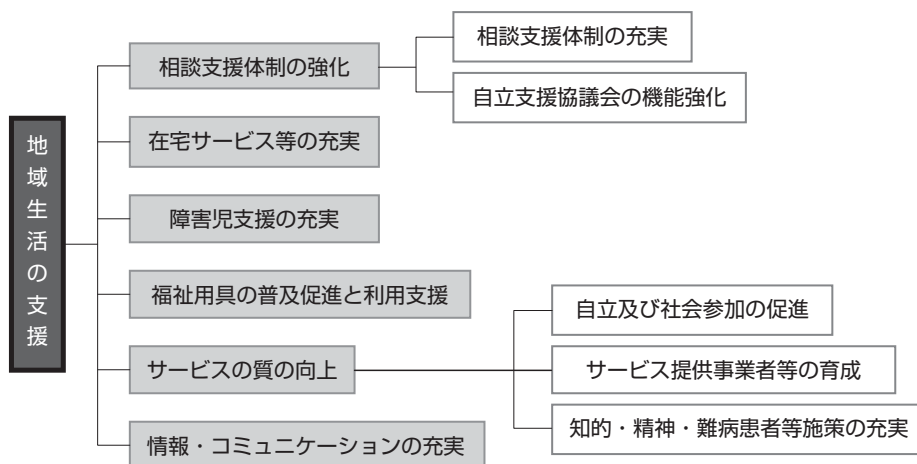 地域生活の支援
相談支援体制の強化
相談支援体制の充実
自立支援協議会の機能強化
在宅サービス等の充実
障害児支援の充実
福祉用具の普及促進と利用支援
サービスの質の向上
自立及び社会参加の促進
サービス提供事業者等の育成
知的・精神・難病患者等施策の充実
情報・コミュニケーションの充実